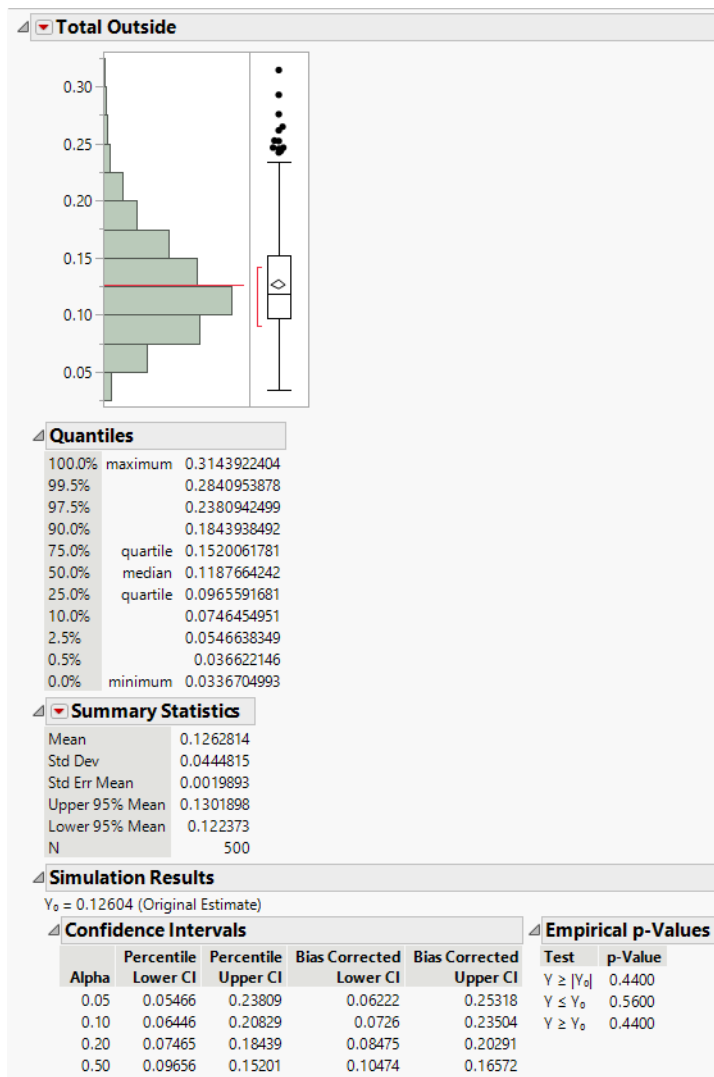 Total Outside
0.30
0.25
0.20
0.15
0.10
0.05
Quantiles
100.0% maximum 0.3143922404
99.5% 0.2840953878
97.5% 0.2380942499
90.0% 0.1843938492
75.0% quartile 0.1520061781
50.0% median 0.1187664242
25.0% quartile 0.0965591681
10.0% 0.0746454951
2.5% 0.0546638349
0.5% 0.036622146
0.0% minimum 0.0336704993
Summary Statistics
Mean 0.1262814
Std Dev 0.0444815
Std Err Mean 0.0019893
Upper 95% Mean 0.1301898
Lower 95% Mean 0.122373
N 500
Simulation Results
Y₀ = 0.12604 (Original Estimate)
Confidence Intervals
Percentile Percentile Bias Corrected Bias Corrected
Alpha Lower CI Upper CI Lower CI Upper CI
0.05 0.05466 0.23809 0.06222 0.25318
0.10 0.06446 0.20829 0.0726 0.23504
0.20 0.07465 0.18439 0.08475 0.20291
0.50 0.09656 0.15201 0.10474 0.16572
Empirical p-Values
Test p-Value
Y ≥ |Y₀| 0.4400
Y ≤ Y₀ 0.5600
Y ≥ Y₀ 0.4400